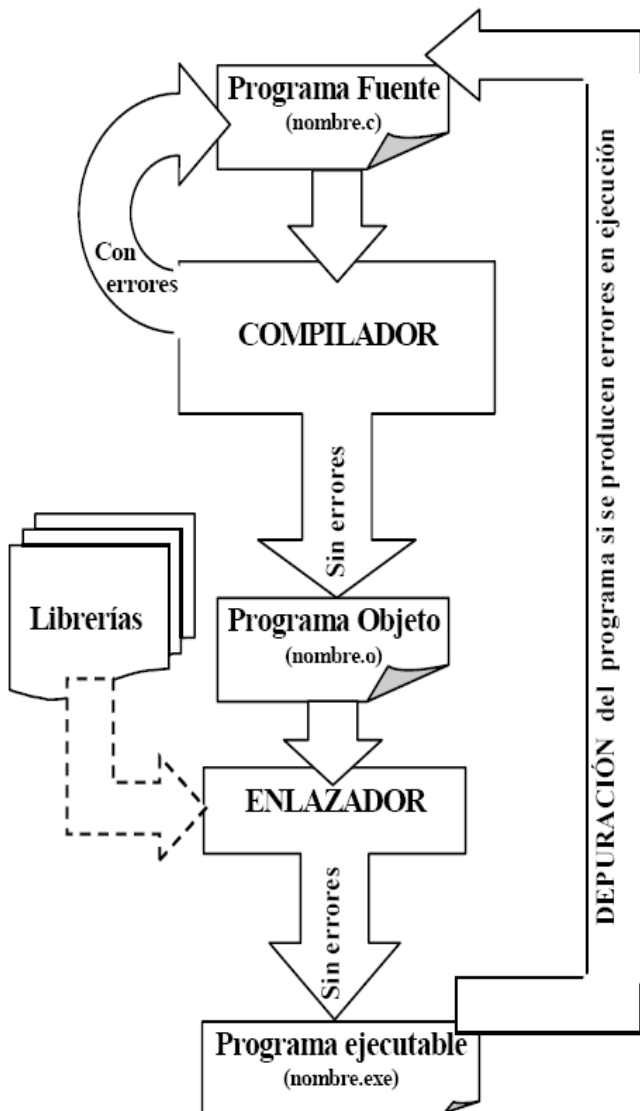 Programa Fuente
(nombre.c)
Con
errores
COMPILADOR
Sin errores
Librerías
Programa Objeto
(nombre.o)
ENLAZADOR
Sin errores
Programa ejecutable
(nombre.exe)
DEPURACIÓN del programa si se producen errores en ejecución